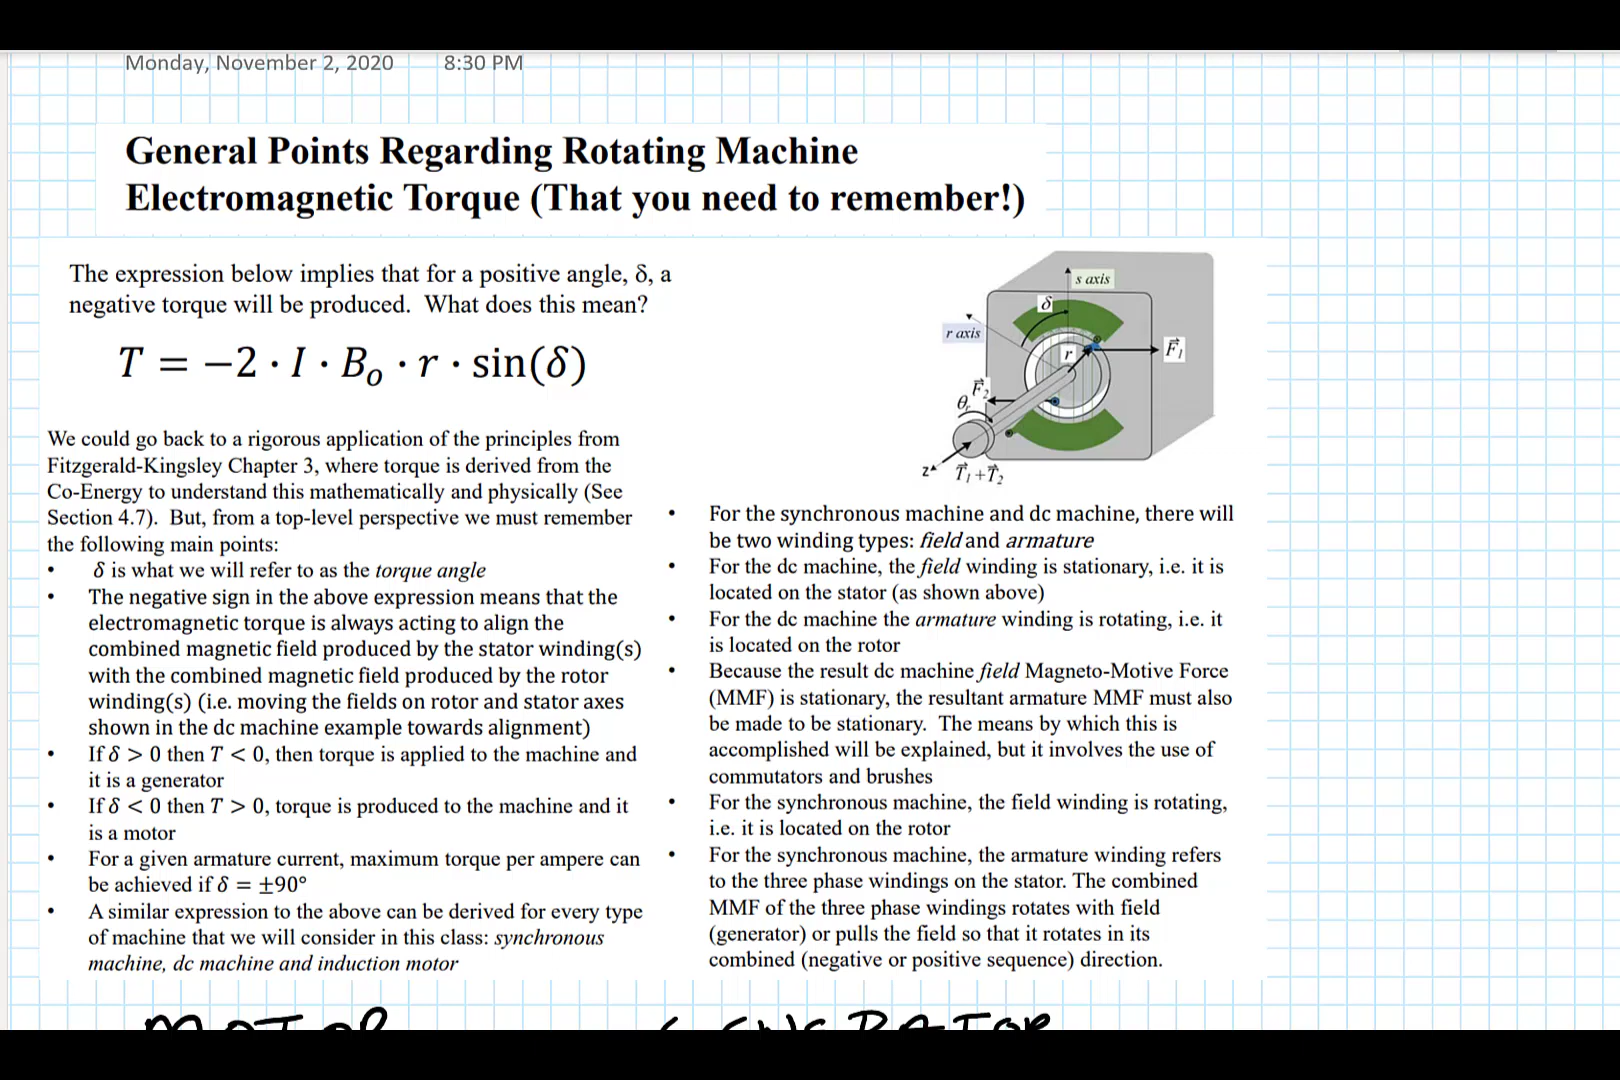 Monday, November 2, 2020 8:30 PM
General Points Regarding Rotating Machine
Electromagnetic Torque (That you need to remember!)
The expression below implies that for a positive angle, δ, a
negative torque will be produced. What does this mean?
T = −2 · I · Bₒ · r · sin(δ)
We could go back to a rigorous application of the principles from
Fitzgerald-Kingsley Chapter 3, where torque is derived from the
Co-Energy to understand this mathematically and physically (See
Section 4.7). But, from a top-level perspective we must remember
the following main points:
• δ is what we will refer to as the torque angle
• The negative sign in the above expression means that the
electromagnetic torque is always acting to align the
combined magnetic field produced by the stator winding(s)
with the combined magnetic field produced by the rotor
winding(s) (i.e. moving the fields on rotor and stator axes
shown in the dc machine example towards alignment)
• If δ > 0 then T < 0, then torque is applied to the machine and
it is a generator
• If δ < 0 then T > 0, torque is produced to the machine and it
is a motor
• For a given armature current, maximum torque per ampere can
be achieved if δ = ±90°
• A similar expression to the above can be derived for every type
of machine that we will consider in this class: synchronous
machine, dc machine and induction motor
s axis
δ
r axis
r
F⃗₁
F⃗₂
θᵣ
z
T⃗₁+T⃗₂
• For the synchronous machine and dc machine, there will
be two winding types: field and armature
• For the dc machine, the field winding is stationary, i.e. it is
located on the stator (as shown above)
• For the dc machine the armature winding is rotating, i.e. it
is located on the rotor
• Because the result dc machine field Magneto-Motive Force
(MMF) is stationary, the resultant armature MMF must also
be made to be stationary. The means by which this is
accomplished will be explained, but it involves the use of
commutators and brushes
• For the synchronous machine, the field winding is rotating,
i.e. it is located on the rotor
• For the synchronous machine, the armature winding refers
to the three phase windings on the stator. The combined
MMF of the three phase windings rotates with field
(generator) or pulls the field so that it rotates in its
combined (negative or positive sequence) direction.
MOTOR GENERATOR